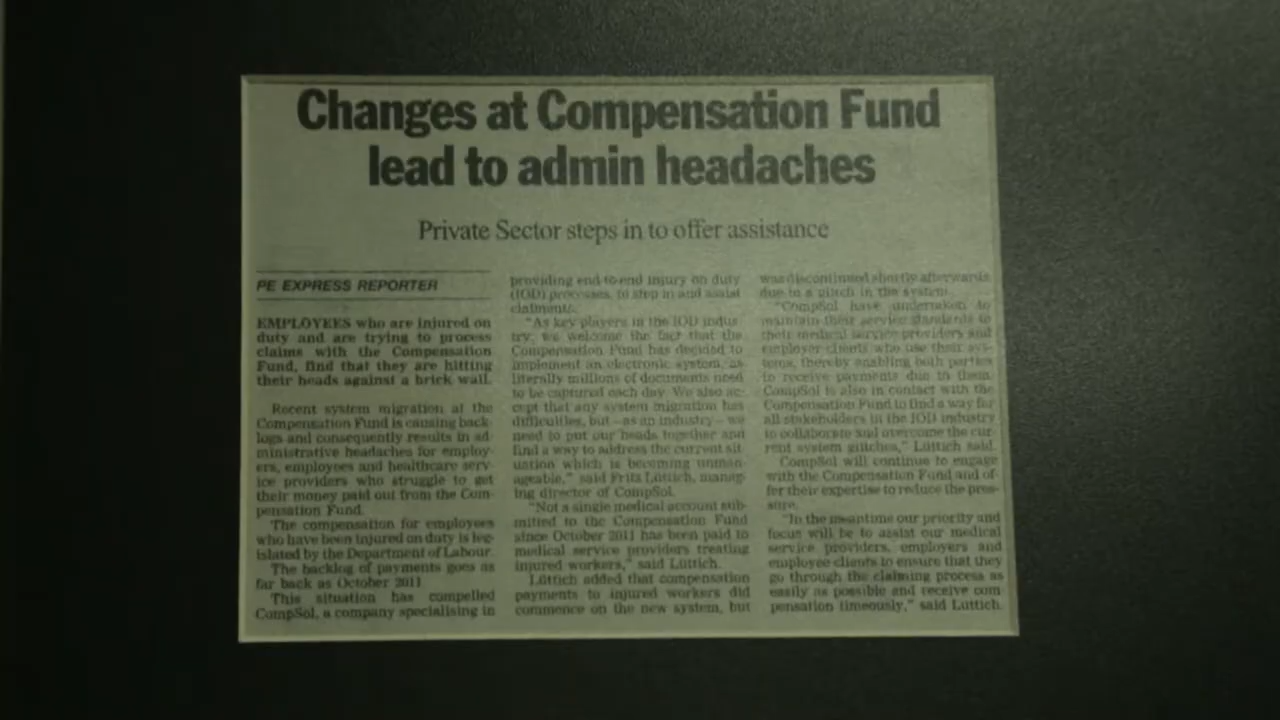 Changes at Compensation Fund
lead to admin headaches
Private Sector steps in to offer assistance
PE EXPRESS REPORTER
EMPLOYEES who are injured on
duty and are trying to process
claims with the Compensation
Fund, find that they are hitting
their heads against a brick wall.
Recent system migration at the
Compensation Fund is causing back-
logs and consequently results in ad-
ministrative headaches for employ-
ers, employees and healthcare serv-
ice providers who struggle to get
their money paid out from the Com-
pensation Fund.
The compensation for employees
who have been injured on duty is leg-
islated by the Department of Labour.
The backlog of payments goes as
far back as October 2011.
This situation has compelled
CompSol, a company specialising in
providing end-to-end injury on duty
(IOD) processes, to step in and assist
claimants.
"As key players in the IOD indus-
try, we welcome the fact that the
Compensation Fund has decided to
implement an electronic system, as
literally millions of documents need
to be captured each day. We also ac-
cept that any system migration has
difficulties, but – as an industry – we
need to put our heads together and
find a way to address the current sit-
uation which is becoming unman-
ageable," said Fritz Lüttich, manag-
ing director of CompSol.
"Not a single medical account sub-
mitted to the Compensation Fund
since October 2011 has been paid to
medical service providers treating
injured workers," said Lüttich.
Lüttich added that compensation
payments to injured workers did
commence on the new system, but
was discontinued shortly afterwards
due to a glitch in the system.
"CompSol have undertaken to
maintain their service standards to
their medical service providers and
employer clients who use their sys-
tems, thereby enabling both parties
to receive payments due to them.
CompSol is also in contact with the
Compensation Fund to find a way for
all stakeholders in the IOD industry
to collaborate and overcome the cur-
rent system glitches," Lüttich said.
CompSol will continue to engage
with the Compensation Fund and of-
fer their expertise to reduce the pres-
sure.
"In the meantime our priority and
focus will be to assist our medical
service providers, employers and
employee clients to ensure that they
go through the claiming process as
easily as possible and receive com-
pensation timeously," said Lüttich.